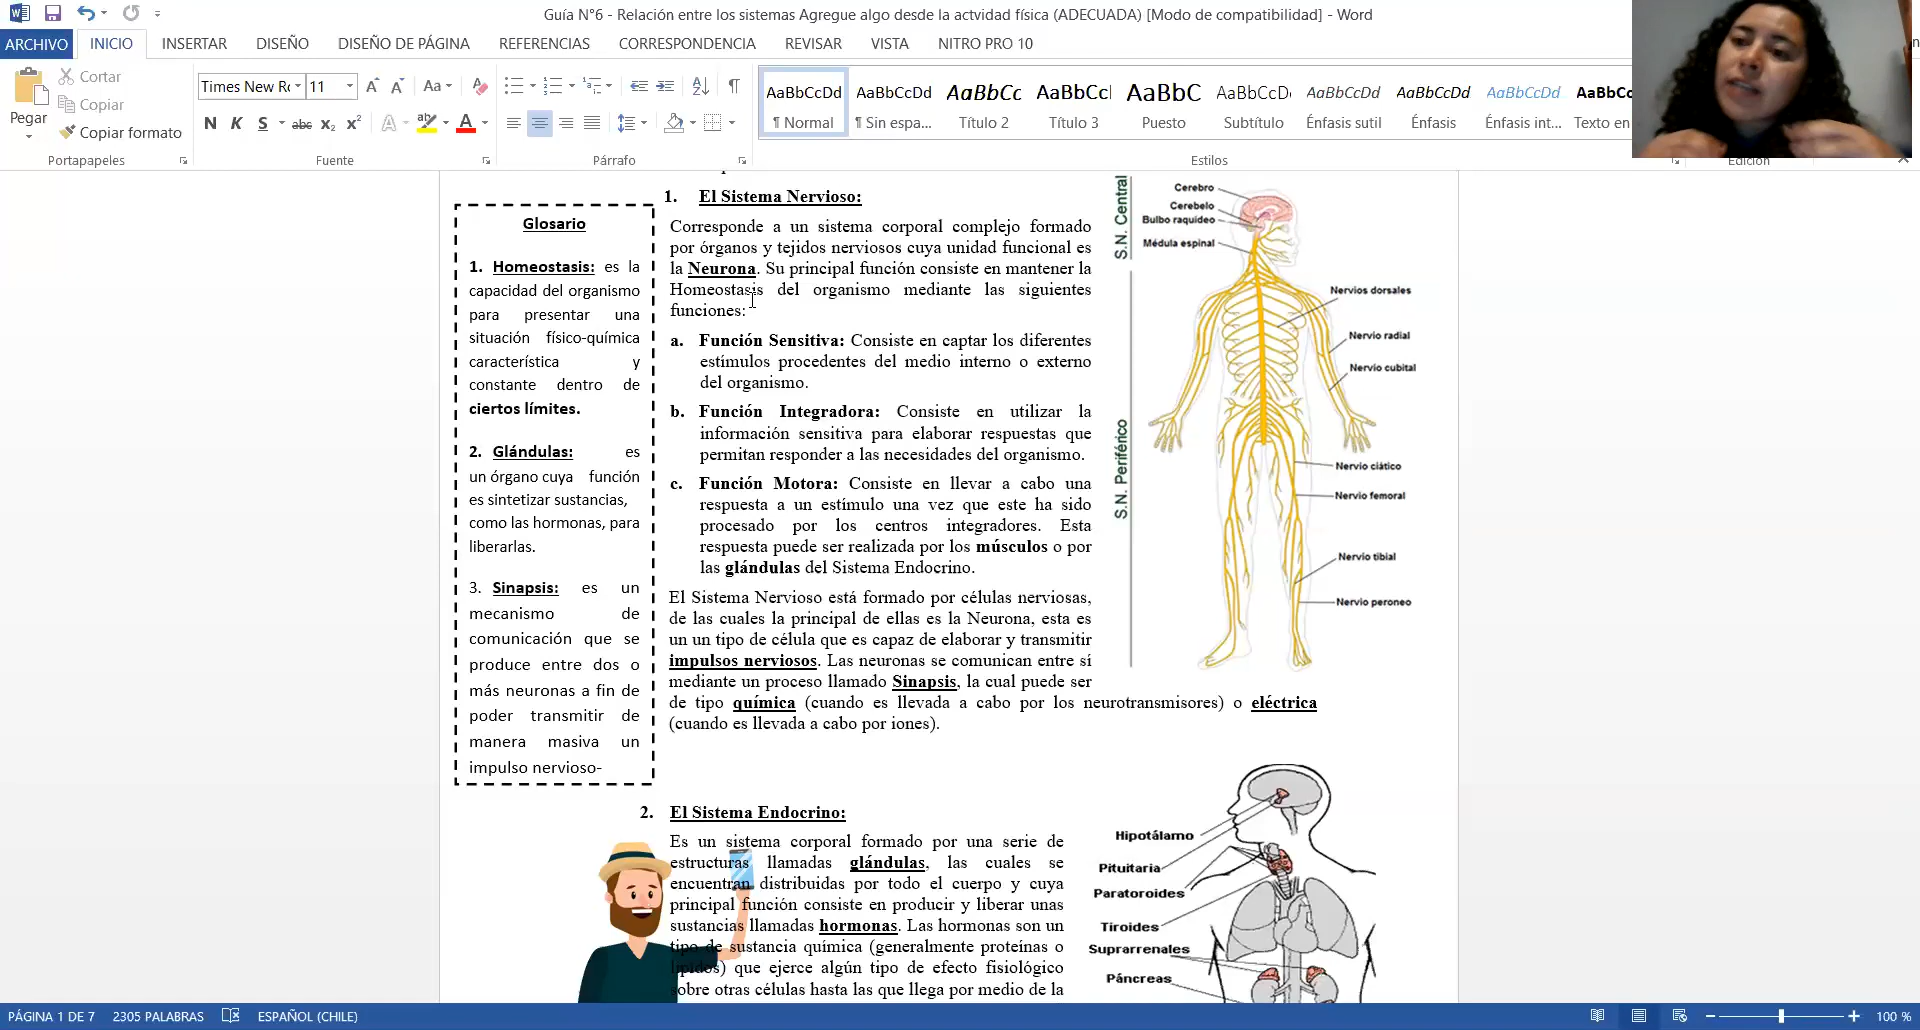 Guía N°6 - Relación entre los sistemas Agregue algo desde la actvidad física (ADECUADA) [Modo de compatibilidad] - Word
ARCHIVO INICIO INSERTAR DISEÑO DISEÑO DE PÁGINA REFERENCIAS CORRESPONDENCIA REVISAR VISTA NITRO PRO 10
Pegar
Cortar
Copiar
Copiar formato
Portapapeles
Times New Rc 11
Aa
N K S abc x₂ x²
Fuente
Párrafo
AaBbCcDd AaBbCcDd AaBbCc AaBbCcI AaBbC AaBbCcD AaBbCcDd AaBbCcDd AaBbCcDd AaBbCc
¶ Normal ¶ Sin espa... Título 2 Título 3 Puesto Subtítulo Énfasis sutil Énfasis Énfasis int... Texto en
Estilos
Edición
Glosario
1. Homeostasis: es la
capacidad del organismo
para presentar una
situación físico-química
característica y
constante dentro de
ciertos límites.
2. Glándulas: es
un órgano cuya función
es sintetizar sustancias,
como las hormonas, para
liberarlas.
3. Sinapsis: es un
mecanismo de
comunicación que se
produce entre dos o
más neuronas a fin de
poder transmitir de
manera masiva un
impulso nervioso-
1. El Sistema Nervioso:
Corresponde a un sistema corporal complejo formado
por órganos y tejidos nerviosos cuya unidad funcional es
la Neurona. Su principal función consiste en mantener la
Homeostasis del organismo mediante las siguientes
funciones:
a. Función Sensitiva: Consiste en captar los diferentes
estímulos procedentes del medio interno o externo
del organismo.
b. Función Integradora: Consiste en utilizar la
información sensitiva para elaborar respuestas que
permitan responder a las necesidades del organismo.
c. Función Motora: Consiste en llevar a cabo una
respuesta a un estímulo una vez que este ha sido
procesado por los centros integradores. Esta
respuesta puede ser realizada por los músculos o por
las glándulas del Sistema Endocrino.
El Sistema Nervioso está formado por células nerviosas,
de las cuales la principal de ellas es la Neurona, esta es
un un tipo de célula que es capaz de elaborar y transmitir
impulsos nerviosos. Las neuronas se comunican entre sí
mediante un proceso llamado Sinapsis, la cual puede ser
de tipo química (cuando es llevada a cabo por los neurotransmisores) o eléctrica
(cuando es llevada a cabo por iones).
S.N. Central
S.N. Periférico
Cerebro
Cerebelo
Bulbo raquídeo
Médula espinal
Nervios dorsales
Nervio radial
Nervio cubital
Nervio ciático
Nervio femoral
Nervio tibial
Nervio peroneo
2. El Sistema Endocrino:
Es un sistema corporal formado por una serie de
estructuras llamadas glándulas, las cuales se
encuentran distribuidas por todo el cuerpo y cuya
principal función consiste en producir y liberar unas
sustancias llamadas hormonas. Las hormonas son un
tipo de sustancia química (generalmente proteínas o
lípidos) que ejerce algún tipo de efecto fisiológico
sobre otras células hasta las que llega por medio de la
Hipotálamo
Pituitaria
Paratoroides
Tiroides
Suprarrenales
Páncreas
PÁGINA 1 DE 7 2305 PALABRAS ESPAÑOL (CHILE) 100 %